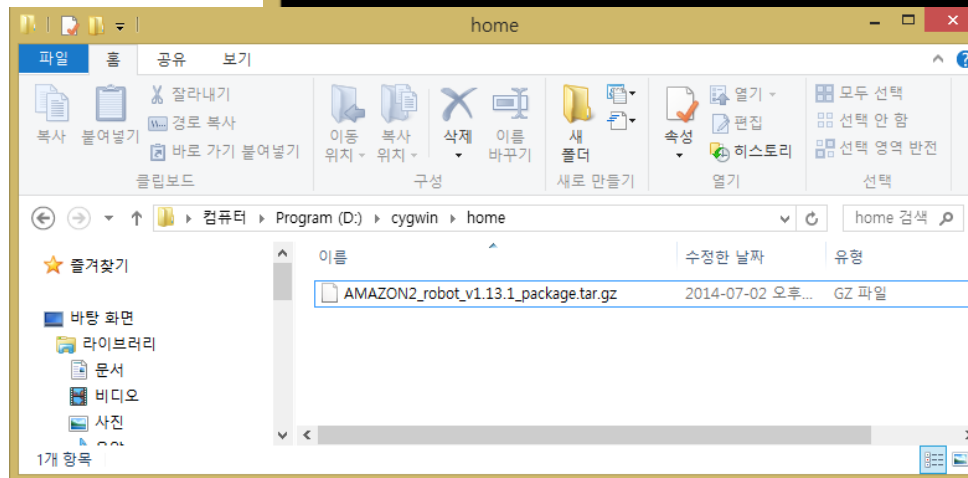 home
파일 홈 공유 보기
복사 붙여넣기 잘라내기
경로 복사
바로 가기 붙여넣기
클립보드
이동 위치 복사 위치 삭제 이름 바꾸기
구성
새 폴더
새로 만들기
속성 열기
편집
히스토리
열기
모두 선택
선택 안 함
선택 영역 반전
선택
컴퓨터 Program (D:) cygwin home
home 검색
즐겨찾기
바탕 화면
라이브러리
문서
비디오
사진
이름 수정한 날짜 유형
AMAZON2_robot_v1.13.1_package.tar.gz 2014-07-02 오후... GZ 파일
1개 항목